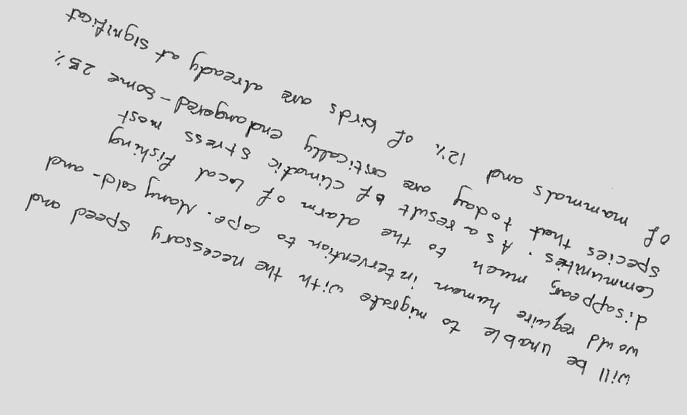 will be unable to migrate with the necessary speed and
would require human intervention to cope. Many cold- and
disappear, much to the alarm of local fishing
communities. As a result of climatic stress most
species that today are critically endangered - some 25%
of mammals and 12% of birds are already at significat